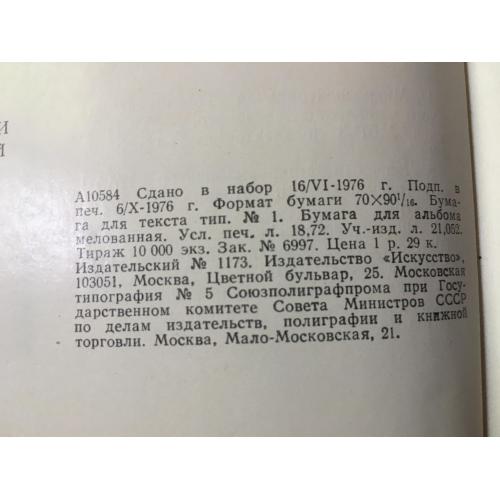 И
И
А10584 Сдано в набор 16/VI-1976 г. Подп. в
печ. 6/X-1976 г. Формат бумаги 70×90¹/₁₆. Бума-
га для текста тип. № 1. Бумага для альбома
мелованная. Усл. печ. л. 18,72. Уч.-изд. л. 21,052.
Тираж 10 000 экз. Зак. № 6997. Цена 1 р. 29 к.
Издательский № 1173. Издательство «Искусство»,
103051, Москва, Цветной бульвар, 25. Московская
типография № 5 Союзполиграфпрома при Госу-
дарственном комитете Совета Министров СССР
по делам издательств, полиграфии и книжной
торговли. Москва, Мало-Московская, 21.